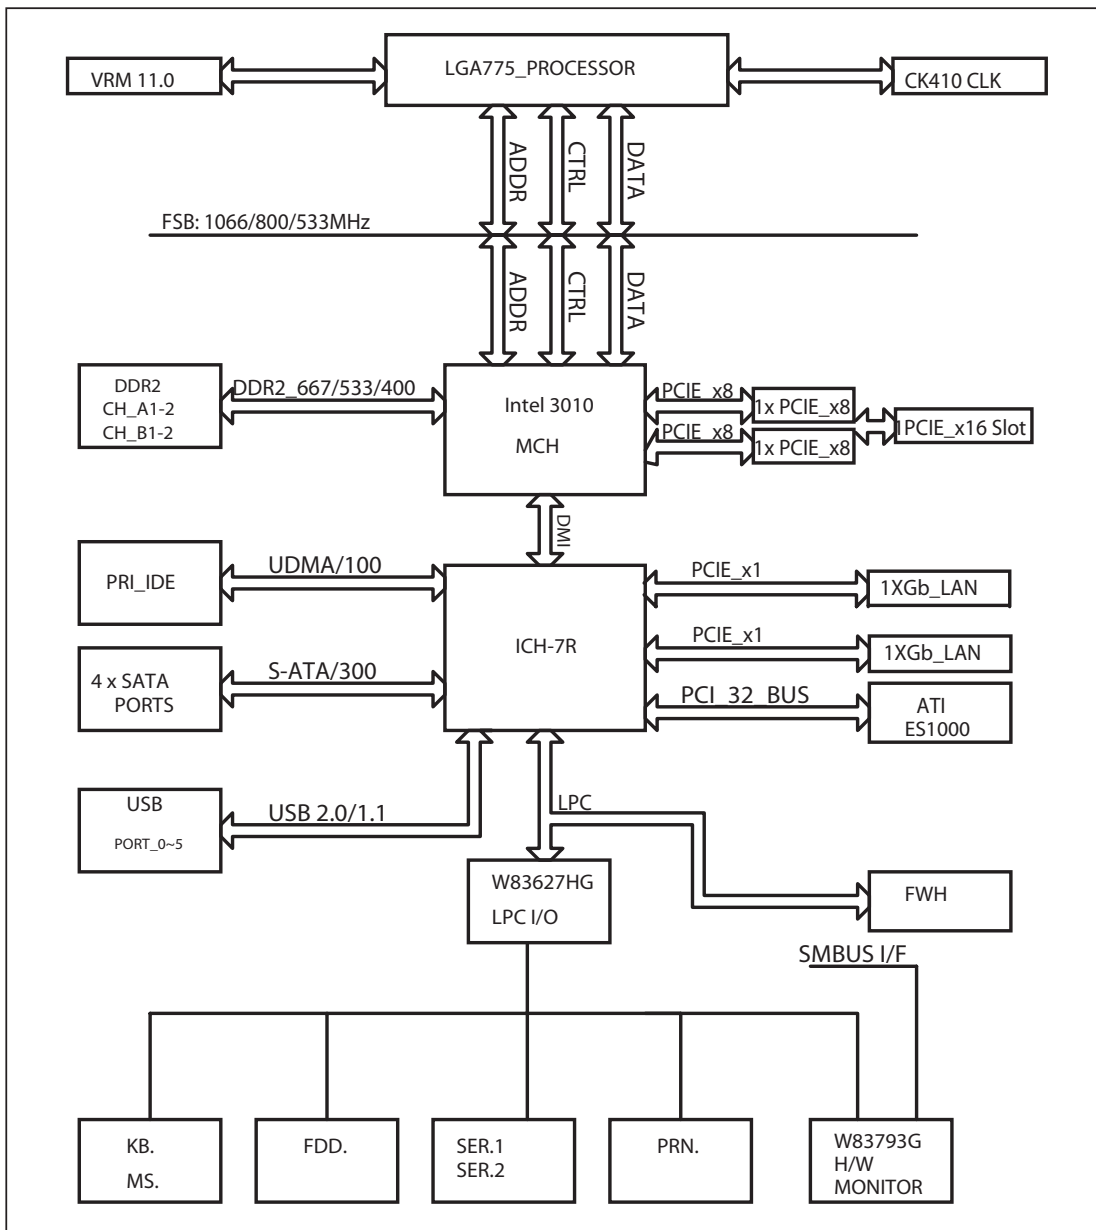 LGA775_PROCESSOR
VRM 11.0
CK410 CLK
ADDR
CTRL
DATA
FSB: 1066/800/533MHz
ADDR
CTRL
DATA
DDR2
CH_A1-2
CH_B1-2
DDR2_667/533/400
Intel 3010
MCH
PCIE_x8
1x PCIE_x8
PCIE_x8
1x PCIE_x8
1PCIE_x16 Slot
DMI
PRI_IDE
UDMA/100
ICH-7R
PCIE_x1
1XGb_LAN
PCIE_x1
1XGb_LAN
4 x SATA
PORTS
S-ATA/300
PCI_32_BUS
ATI
ES1000
USB
PORT_0~5
USB 2.0/1.1
LPC
W83627HG
LPC I/O
FWH
SMBUS I/F
KB.
MS.
FDD.
SER.1
SER.2
PRN.
W83793G
H/W
MONITOR